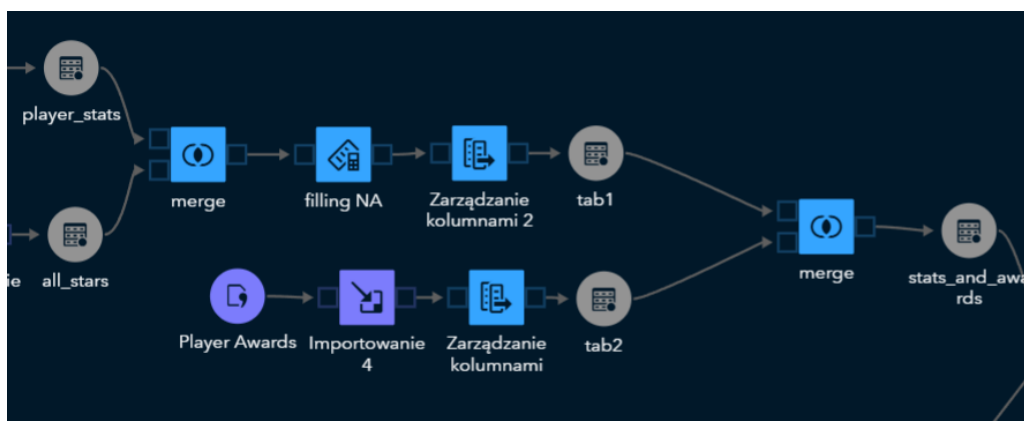 player_stats
merge
filling NA
Zarządzanie
kolumnami 2
tab1
ie
all_stars
merge
stats_and_awa
rds
Player Awards
Importowanie
4
Zarządzanie
kolumnami
tab2